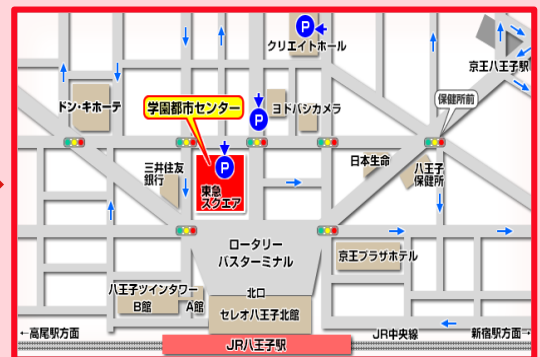 P
クリエイトホール
京王八王子駅
ドン・キホーテ
学園都市センター
P
ヨドバシカメラ
保健所前
三井住友
銀行
P
東急
スクエア
日本生命
八王子
保健所
ロータリー
バスターミナル
京王プラザホテル
八王子ツインタワー
B館
A館
北口
セレオ八王子北館
←高尾駅方面
JR八王子駅
JR中央線
新宿駅方面→